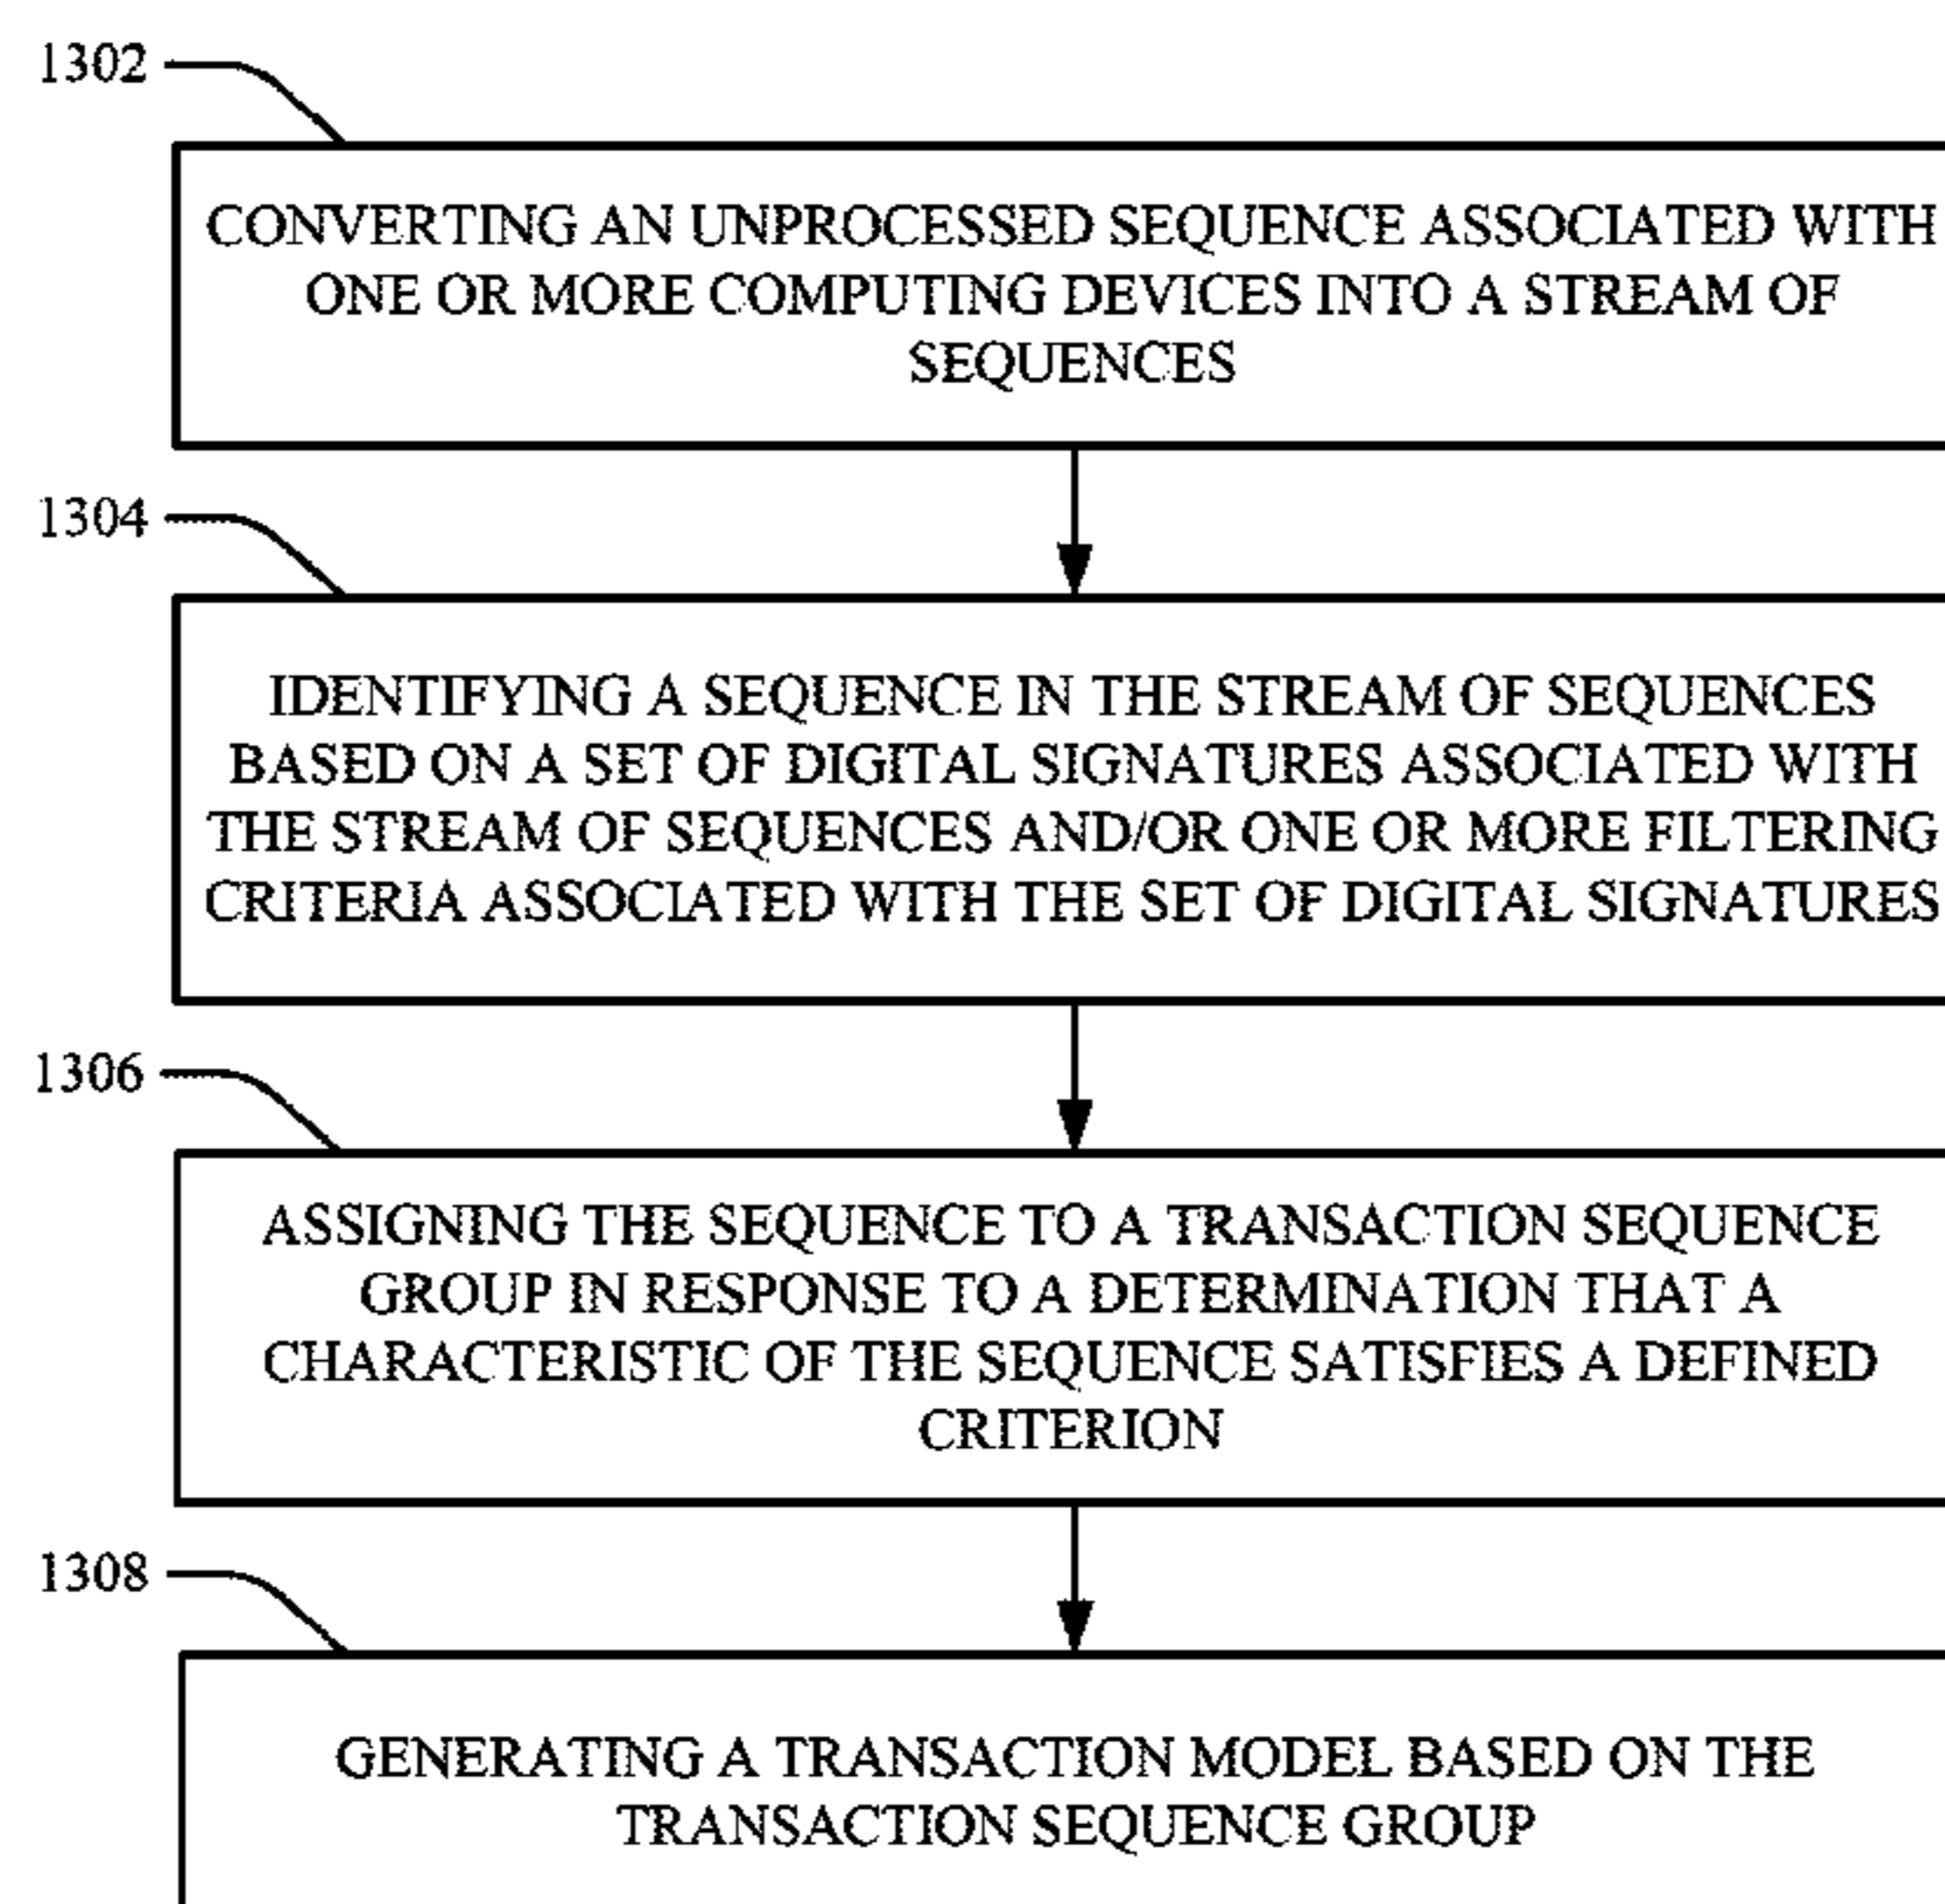 1302
CONVERTING AN UNPROCESSED SEQUENCE ASSOCIATED WITH
ONE OR MORE COMPUTING DEVICES INTO A STREAM OF
SEQUENCES
1304
IDENTIFYING A SEQUENCE IN THE STREAM OF SEQUENCES
BASED ON A SET OF DIGITAL SIGNATURES ASSOCIATED WITH
THE STREAM OF SEQUENCES AND/OR ONE OR MORE FILTERING
CRITERIA ASSOCIATED WITH THE SET OF DIGITAL SIGNATURES
1306
ASSIGNING THE SEQUENCE TO A TRANSACTION SEQUENCE
GROUP IN RESPONSE TO A DETERMINATION THAT A
CHARACTERISTIC OF THE SEQUENCE SATISFIES A DEFINED
CRITERION
1308
GENERATING A TRANSACTION MODEL BASED ON THE
TRANSACTION SEQUENCE GROUP